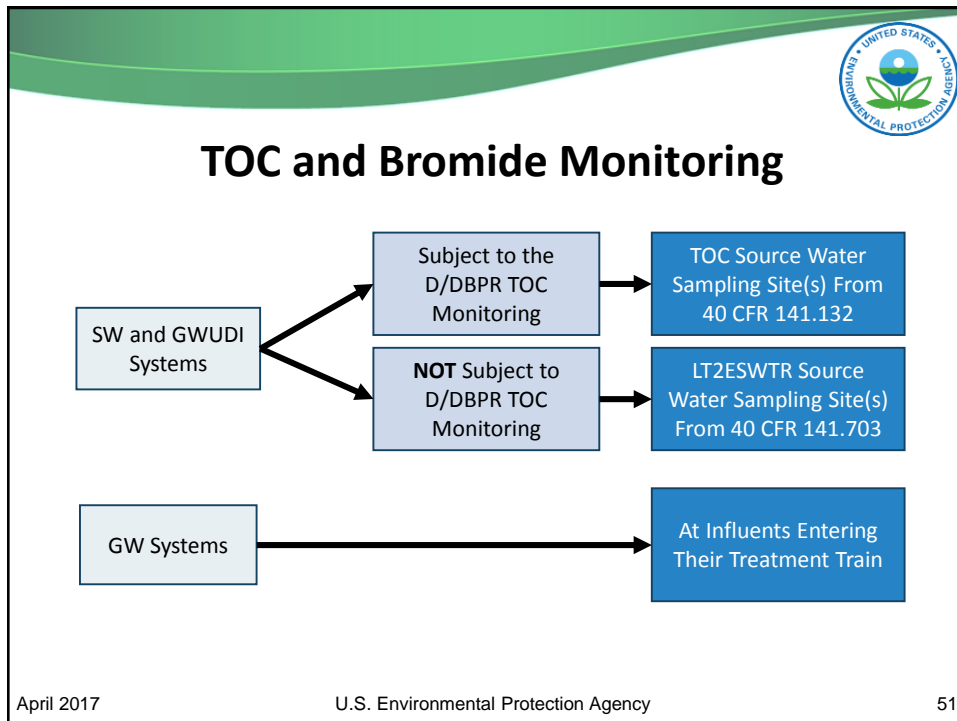 UNITED STATES
ENVIRONMENTAL PROTECTION AGENCY
TOC and Bromide Monitoring
SW and GWUDI
Systems
Subject to the
D/DBPR TOC
Monitoring
TOC Source Water
Sampling Site(s) From
40 CFR 141.132
NOT Subject to
D/DBPR TOC
Monitoring
LT2ESWTR Source
Water Sampling Site(s)
From 40 CFR 141.703
GW Systems
At Influents Entering
Their Treatment Train
April 2017
U.S. Environmental Protection Agency
51